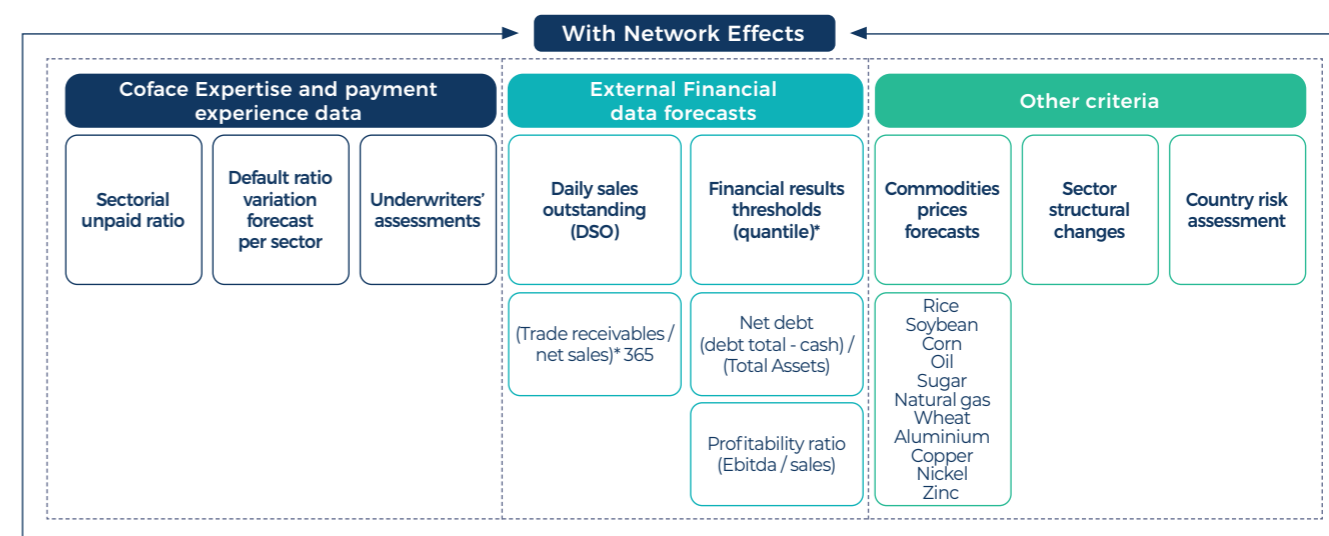 With Network Effects
Coface Expertise and payment
experience data
External Financial
data forecasts
Other criteria
Sectorial
unpaid ratio
Default ratio
variation
forecast
per sector
Underwriters'
assessments
Daily sales
outstanding
(DSO)
Financial results
thresholds
(quantile)*
Commodities
prices
forecasts
Sector
structural
changes
Country risk
assessment
(Trade receivables /
net sales)* 365
Net debt
(debt total - cash) /
(Total Assets)
Profitability ratio
(Ebitda / sales)
Rice
Soybean
Corn
Oil
Sugar
Natural gas
Wheat
Aluminium
Copper
Nickel
Zinc